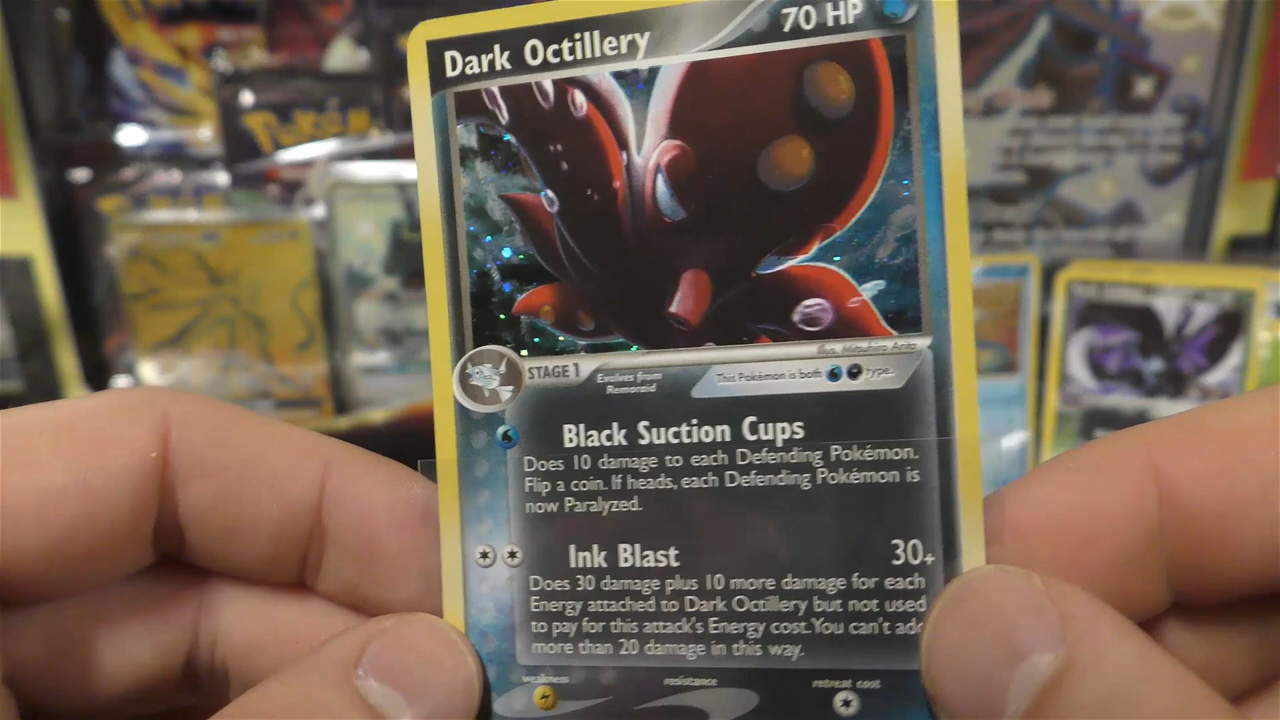 Pokémon
Dark Octillery
70 HP
Illus. Mitsuhiro Arita
STAGE 1
Evolves from
Remoraid
This Pokémon is both type.
Black Suction Cups
Does 10 damage to each Defending Pokémon.
Flip a coin. If heads, each Defending Pokémon is
now Paralyzed.
Ink Blast 30+
Does 30 damage plus 10 more damage for each
Energy attached to Dark Octillery but not used
to pay for this attack's Energy cost. You can't add
more than 20 damage in this way.
weakness
resistance
retreat cost